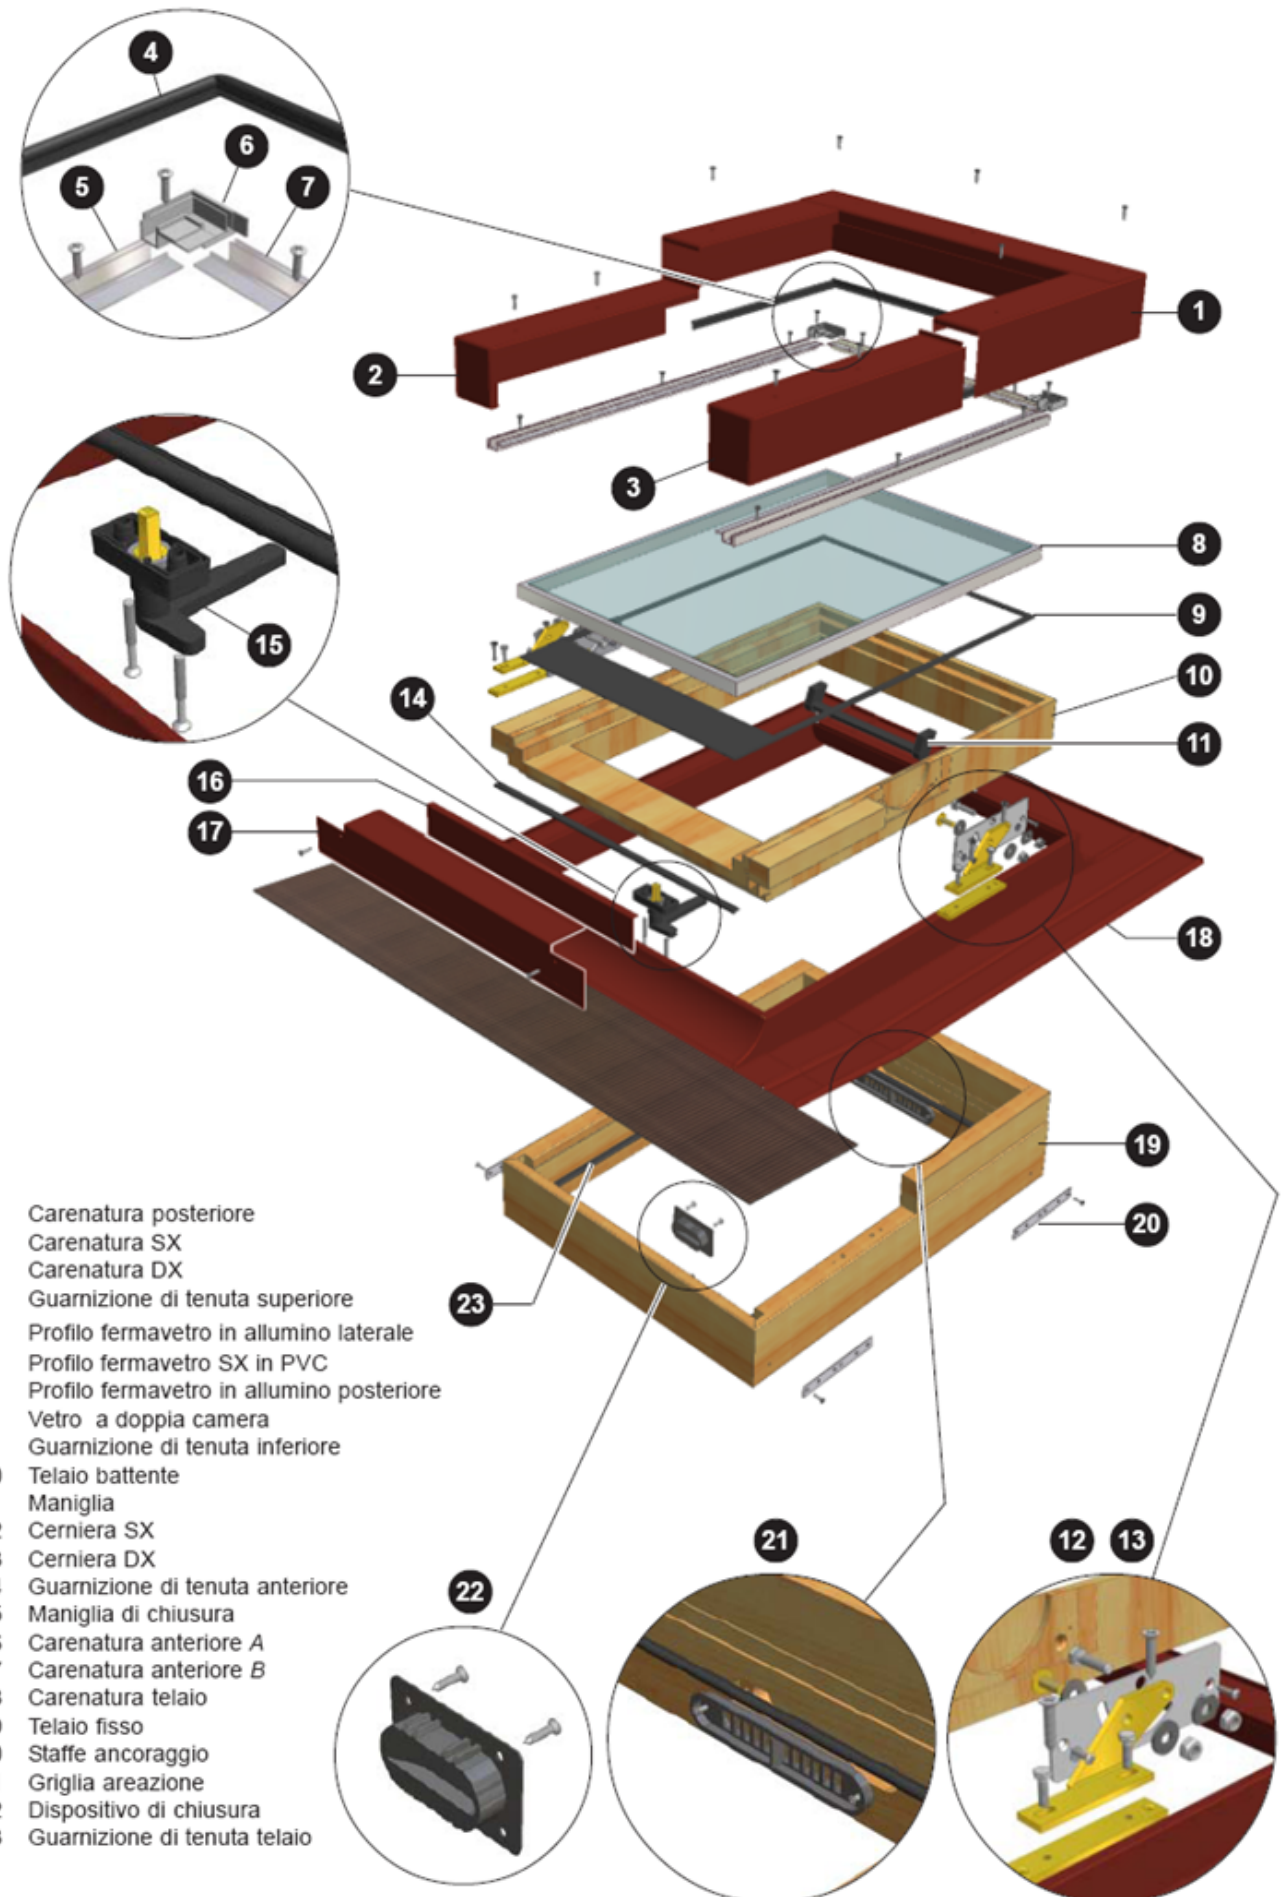 4
6
5
7
1
2
3
8
15
9
10
14
11
16
17
18
19
20
23
Carenatura posteriore
Carenatura SX
Carenatura DX
Guarnizione di tenuta superiore
Profilo fermavetro in allumino laterale
Profilo fermavetro SX in PVC
Profilo fermavetro in allumino posteriore
Vetro a doppia camera
Guarnizione di tenuta inferiore
Telaio battente
Maniglia
Cerniera SX
Cerniera DX
Guarnizione di tenuta anteriore
Maniglia di chiusura
Carenatura anteriore A
Carenatura anteriore B
Carenatura telaio
Telaio fisso
Staffe ancoraggio
Griglia areazione
Dispositivo di chiusura
Guarnizione di tenuta telaio
21
12 13
22